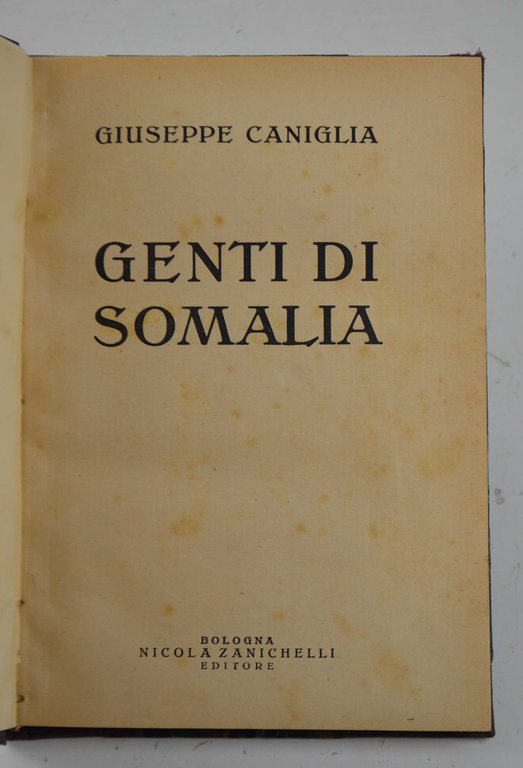 GIUSEPPE CANIGLIA
GENTI DI
SOMALIA
BOLOGNA
NICOLA ZANICHELLI
EDITORE